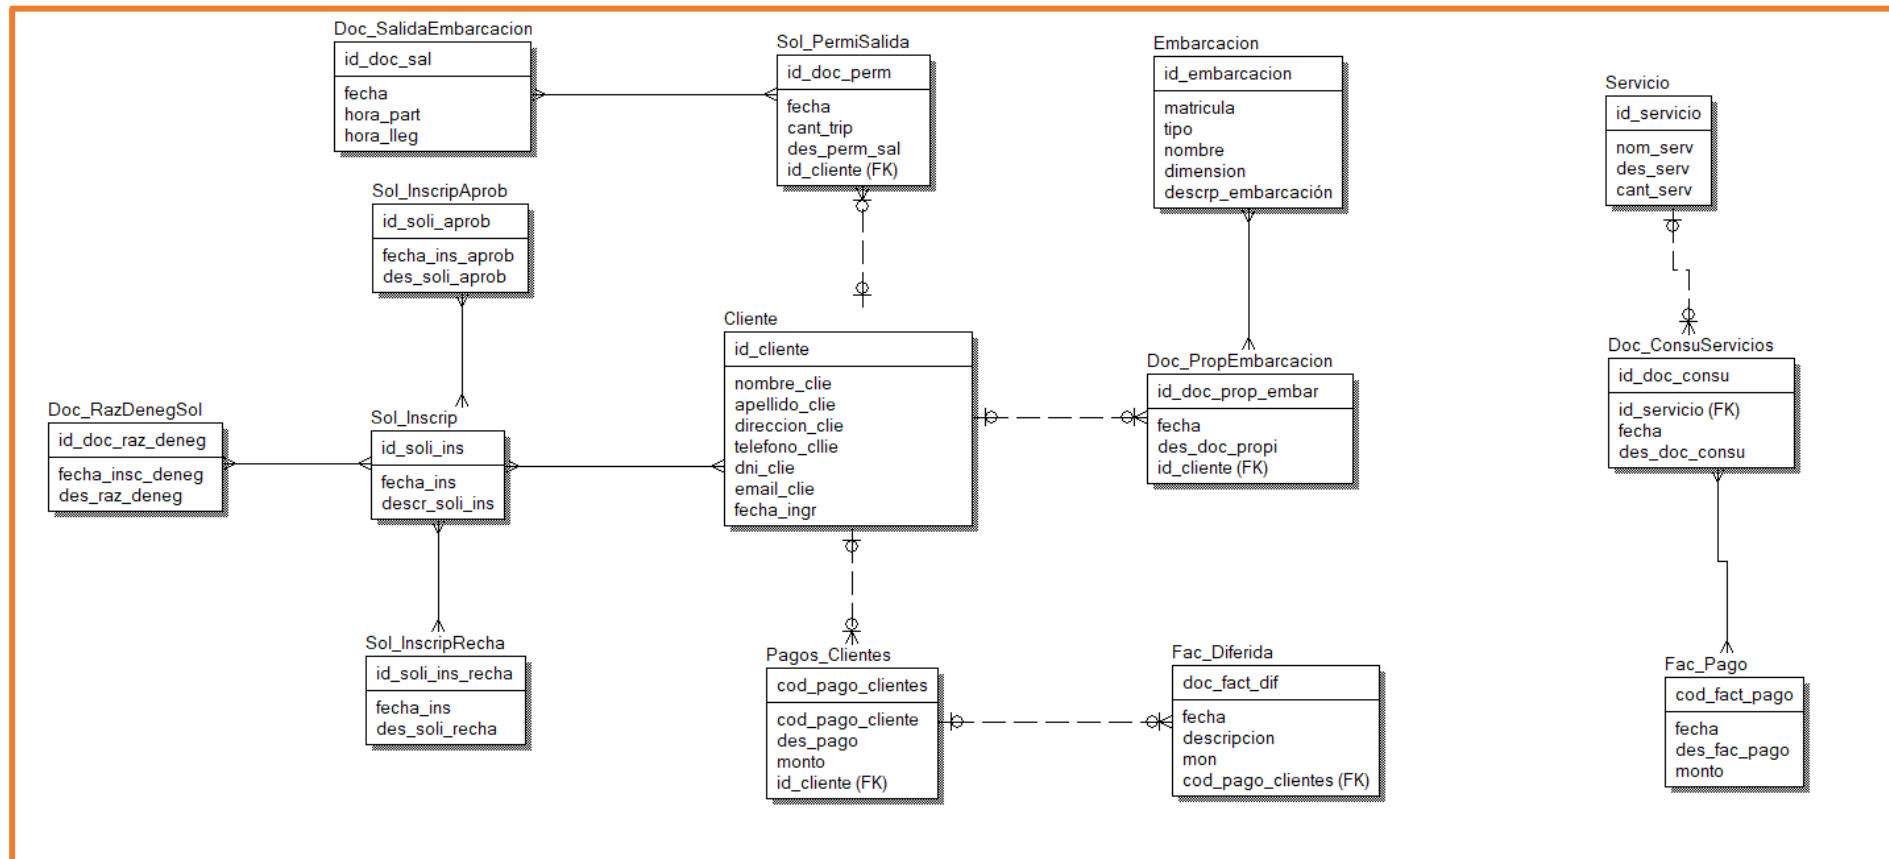 Doc_SalidaEmbarcacion
id_doc_sal
fecha
hora_part
hora_lleg
Sol_PermiSalida
id_doc_perm
fecha
cant_trip
des_perm_sal
id_cliente (FK)
Embarcacion
id_embarcacion
matricula
tipo
nombre
dimension
descrp_embarcación
Servicio
id_servicio
nom_serv
des_serv
cant_serv
Sol_InscripAprob
id_soli_aprob
fecha_ins_aprob
des_soli_aprob
Cliente
id_cliente
nombre_clie
apellido_clie
direccion_clie
telefono_cllie
dni_clie
email_clie
fecha_ingr
Doc_PropEmbarcacion
id_doc_prop_embar
fecha
des_doc_propi
id_cliente (FK)
Doc_ConsuServicios
id_doc_consu
id_servicio (FK)
fecha
des_doc_consu
Doc_RazDenegSol
id_doc_raz_deneg
fecha_insc_deneg
des_raz_deneg
Sol_Inscrip
id_soli_ins
fecha_ins
descr_soli_ins
Sol_InscripRecha
id_soli_ins_recha
fecha_ins
des_soli_recha
Pagos_Clientes
cod_pago_clientes
cod_pago_cliente
des_pago
monto
id_cliente (FK)
Fac_Diferida
doc_fact_dif
fecha
descripcion
mon
cod_pago_clientes (FK)
Fac_Pago
cod_fact_pago
fecha
des_fac_pago
monto